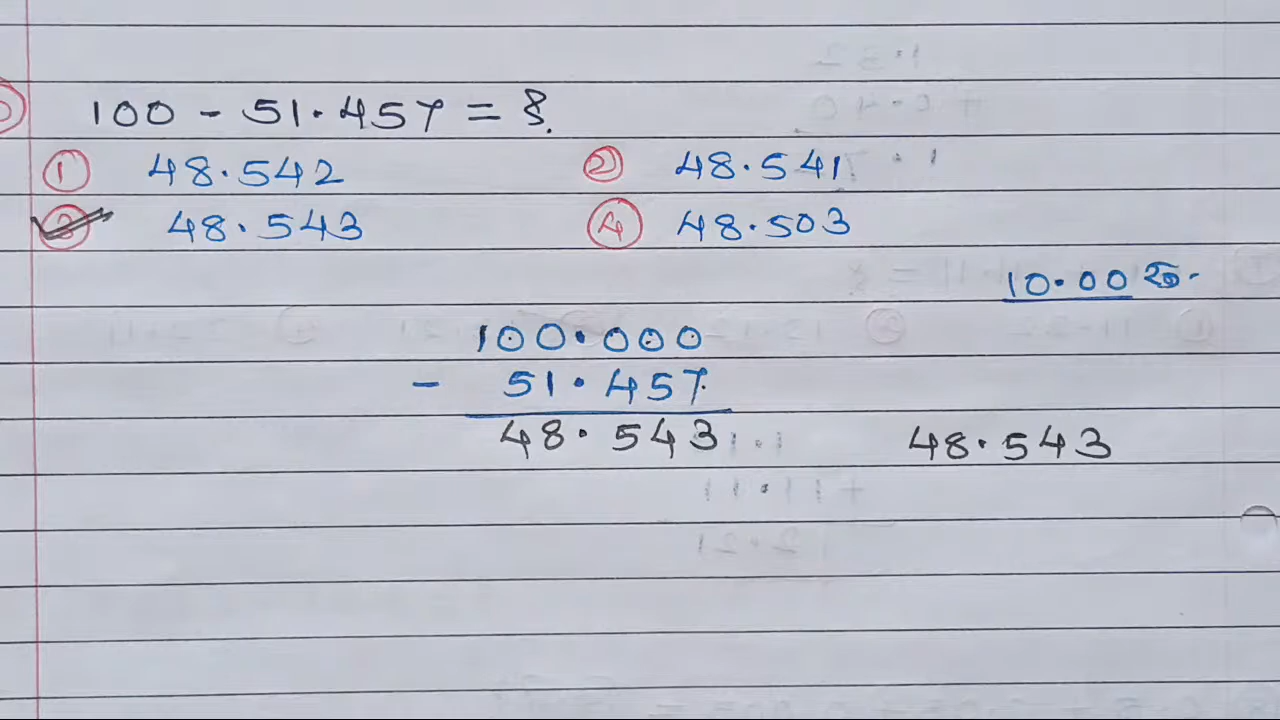 100 - 51.457 = ?
① 48.542 ② 48.541
③ 48.543 ④ 48.503
10.00
100.000
- 51.457
48.543 48.543